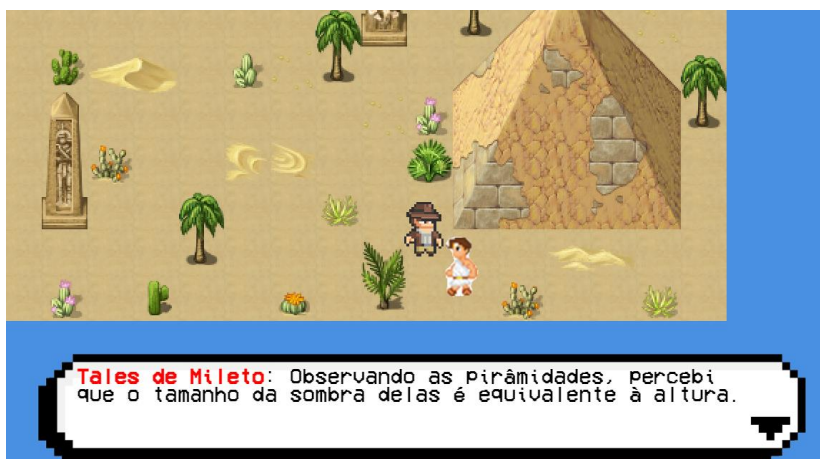 Tales de Mileto: Observando as pirâmidades, percebi
que o tamanho da sombra delas é equivalente à altura.